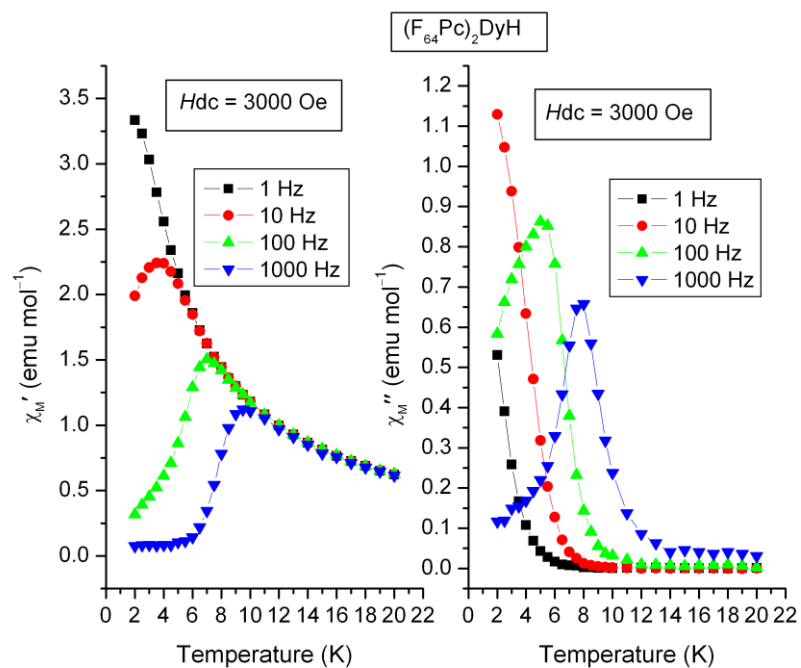 (F₆₄Pc)₂DyH
Hdc = 3000 Oe
1 Hz
10 Hz
100 Hz
1000 Hz
χM′ (emu mol⁻¹)
3.5
3.0
2.5
2.0
1.5
1.0
0.5
0.0
0 2 4 6 8 10 12 14 16 18 20 22
Temperature (K)
Hdc = 3000 Oe
1 Hz
10 Hz
100 Hz
1000 Hz
χM″ (emu mol⁻¹)
1.2
1.1
1.0
0.9
0.8
0.7
0.6
0.5
0.4
0.3
0.2
0.1
0.0
0 2 4 6 8 10 12 14 16 18 20 22
Temperature (K)